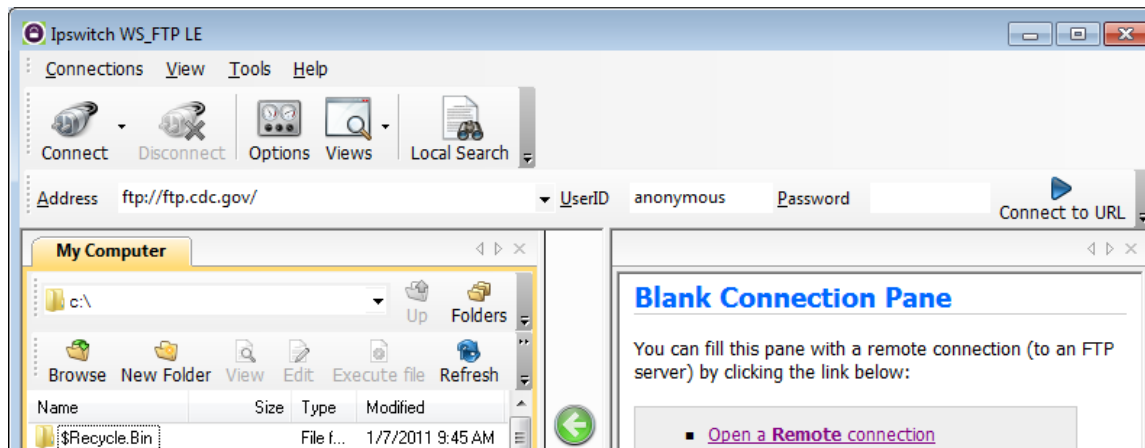 Ipswitch WS_FTP LE
Connections View Tools Help
Connect Disconnect Options Views Local Search
Address ftp://ftp.cdc.gov/ UserID anonymous Password Connect to URL
My Computer
c:\ Up Folders
Browse New Folder View Edit Execute file Refresh
Name Size Type Modified
$Recycle.Bin File f... 1/7/2011 9:45 AM
Blank Connection Pane
You can fill this pane with a remote connection (to an FTP
server) by clicking the link below:
Open a Remote connection